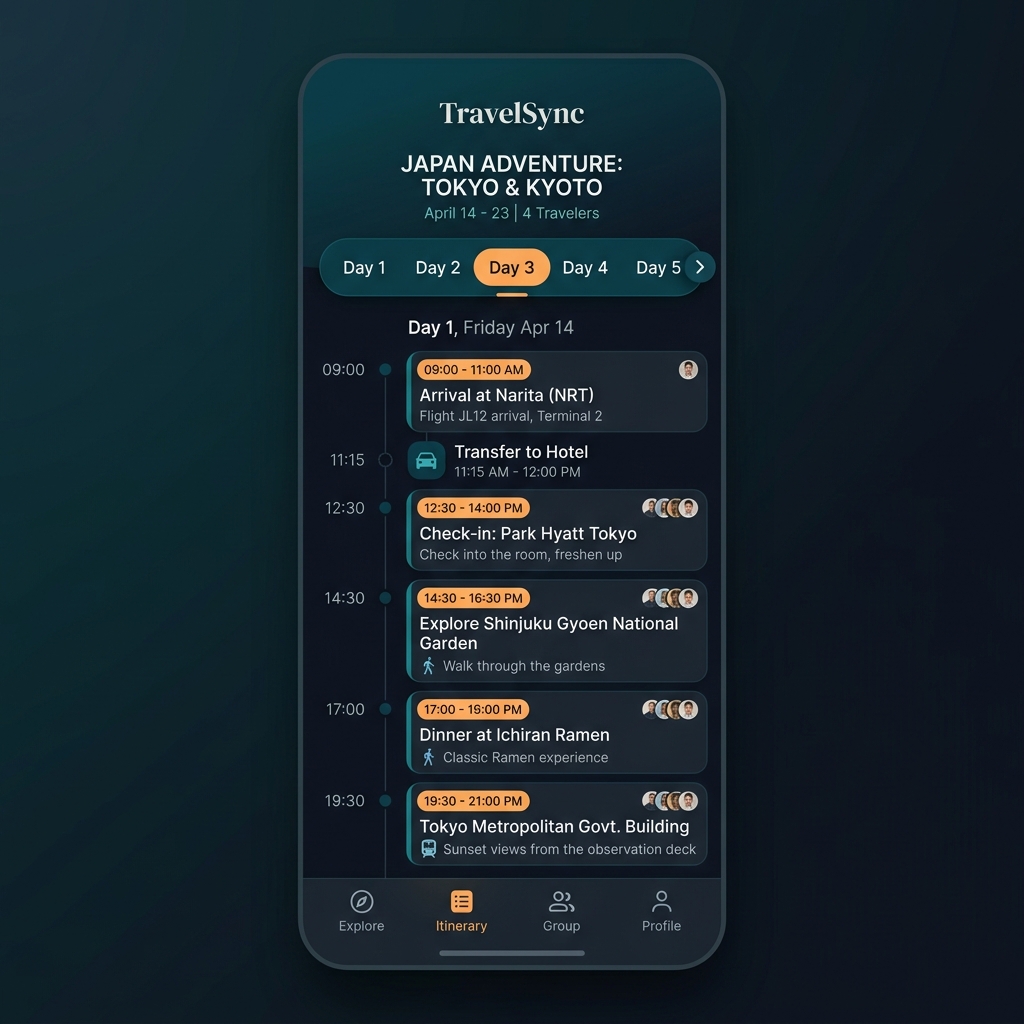 TravelSync
JAPAN ADVENTURE:
TOKYO & KYOTO
April 14 - 23 | 4 Travelers
Day 1 Day 2 Day 3 Day 4 Day 5
Day 1, Friday Apr 14
09:00
09:00 - 11:00 AM
Arrival at Narita (NRT)
Flight JL12 arrival, Terminal 2
11:15
Transfer to Hotel
11:15 AM - 12:00 PM
12:30
12:30 - 14:00 PM
Check-in: Park Hyatt Tokyo
Check into the room, freshen up
14:30
14:30 - 16:30 PM
Explore Shinjuku Gyoen National
Garden
Walk through the gardens
17:00
17:00 - 19:00 PM
Dinner at Ichiran Ramen
Classic Ramen experience
19:30
19:30 - 21:00 PM
Tokyo Metropolitan Govt. Building
Sunset views from the observation deck
Explore Itinerary Group Profile